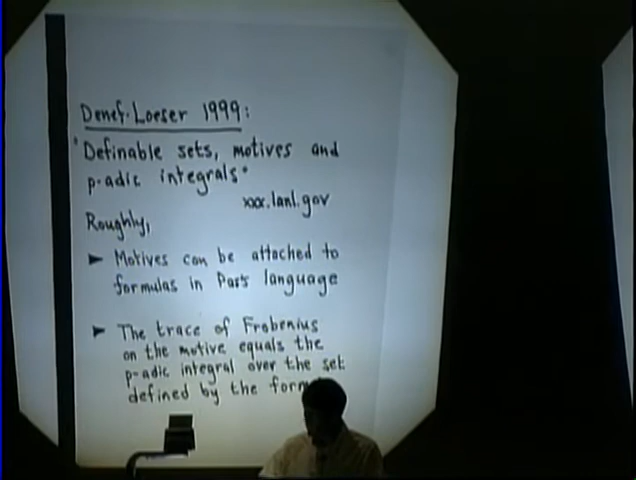 Denef-Loeser 1999:
"Definable sets, motives and
p-adic integrals"
xxx.lanl.gov
Roughly,
► Motives can be attached to
formulas in Pas's language
► The trace of Frobenius
on the motive equals the
p-adic integral over the set
defined by the form